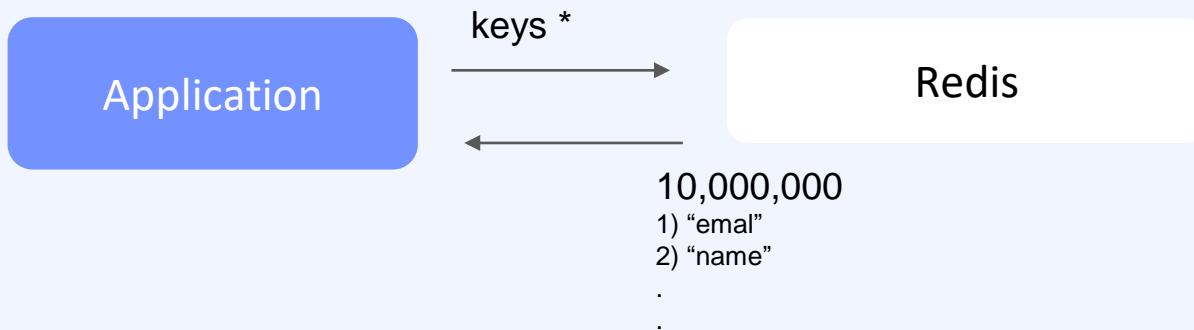 keys *
Application
Redis
10,000,000
1) “emal”
2) “name”
.
.